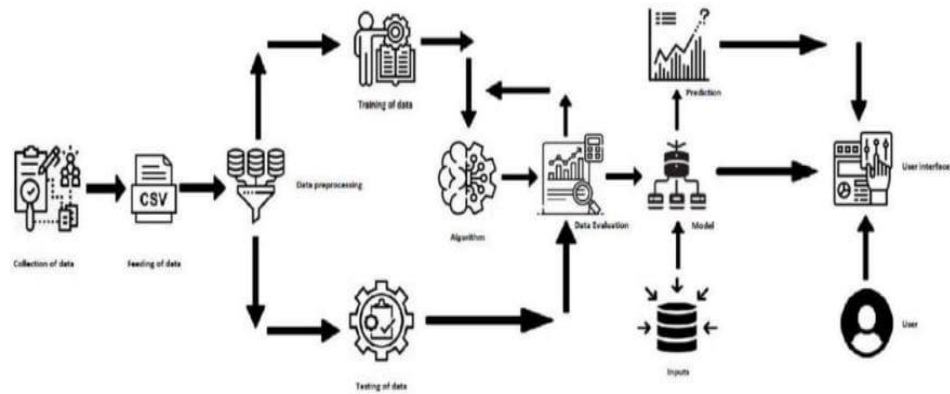 Prediction
Training of data
CSV
Data preprocessing
User interface
Collection of data
Feeding of data
Algorithm
Data Evaluation
Model
User
Testing of data
Inputs